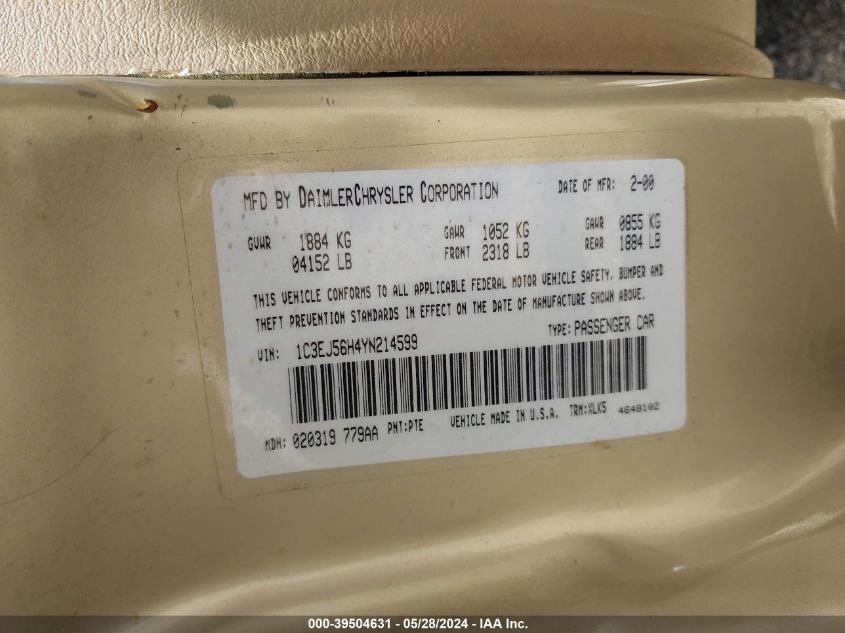 MFD BY DAIMLERCHRYSLER CORPORATION DATE OF MFR: 2-00
GVWR 1884 KG GAWR 1052 KG GAWR 0855 KG
04152 LB FRONT 2318 LB REAR 1884 LB
THIS VEHICLE CONFORMS TO ALL APPLICABLE FEDERAL MOTOR VEHICLE SAFETY, BUMPER AND
THEFT PREVENTION STANDARDS IN EFFECT ON THE DATE OF MANUFACTURE SHOWN ABOVE.
VIN: 1C3EJ56H4YN214599 TYPE: PASSENGER CAR
MDH: 020319 779AA PNT:PTE VEHICLE MADE IN U.S.A. TRM:XLK5 4648102
000-39504631 - 05/28/2024 - IAA Inc.